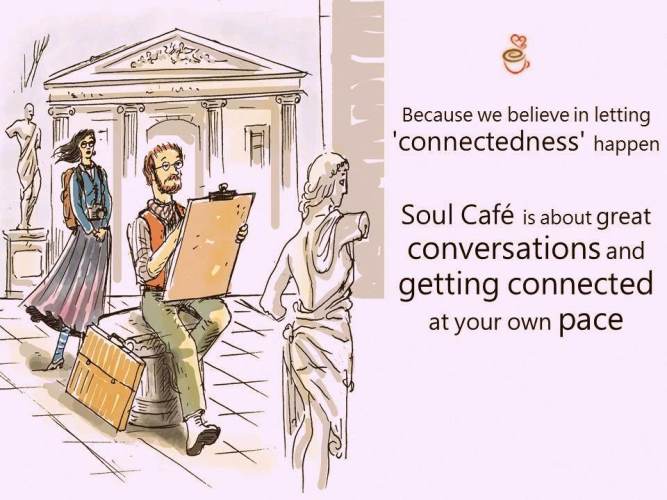 Because we believe in letting
'connectedness' happen
Soul Café is about great
conversations and
getting connected
at your own pace